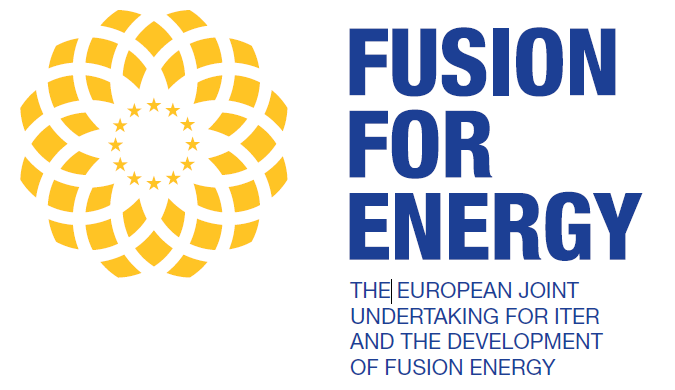 FUSION
FOR
ENERGY
THE EUROPEAN JOINT
UNDERTAKING FOR ITER
AND THE DEVELOPMENT
OF FUSION ENERGY